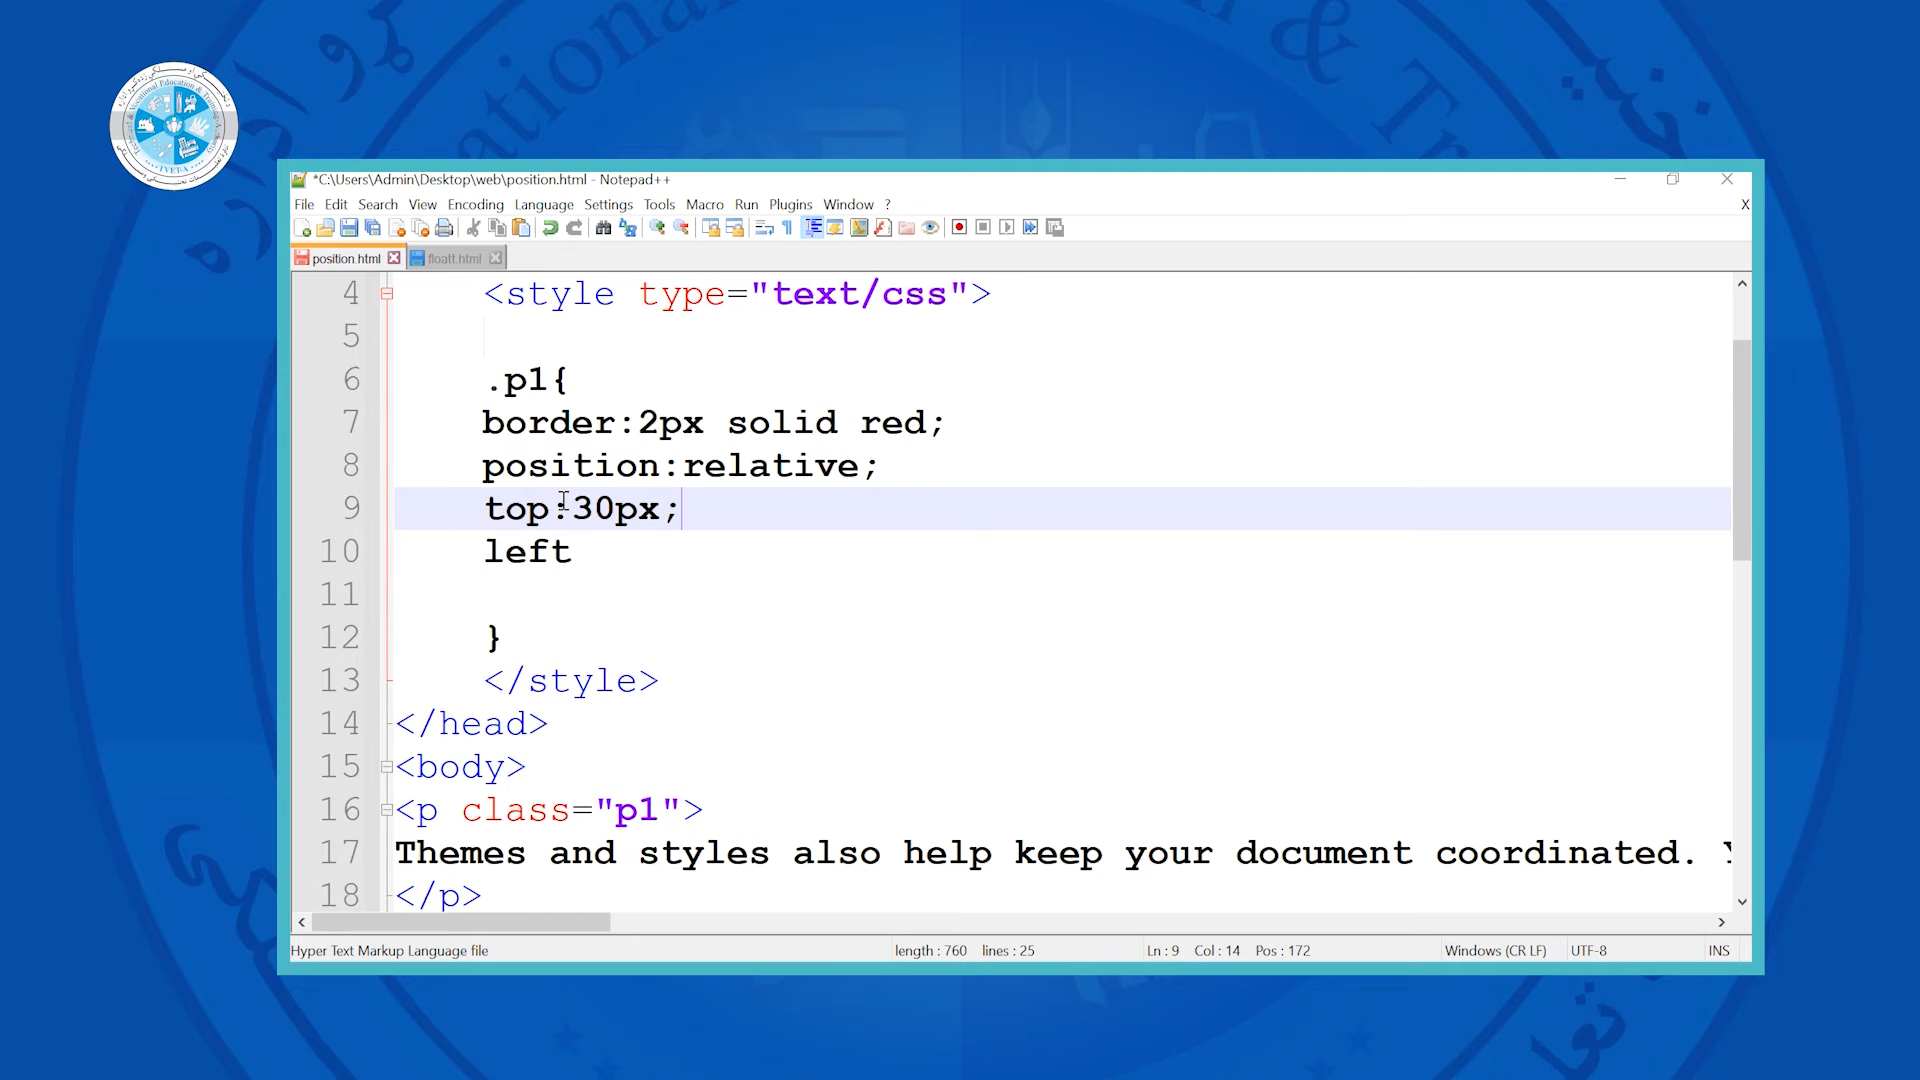 *C:\Users\Admin\Desktop\web\position.html - Notepad++
File Edit Search View Encoding Language Settings Tools Macro Run Plugins Window ? X
position.html floatt.html
4 <style type="text/css">
5
6 .p1{
7 border:2px solid red;
8 position:relative;
9 top:30px;
10 left
11
12 }
13 </style>
14 </head>
15 <body>
16 <p class="p1">
17 Themes and styles also help keep your document coordinated.
18 </p>
Hyper Text Markup Language file length : 760 lines : 25 Ln : 9 Col : 14 Pos : 172 Windows (CR LF) UTF-8 INS
TVET-A
& Tr